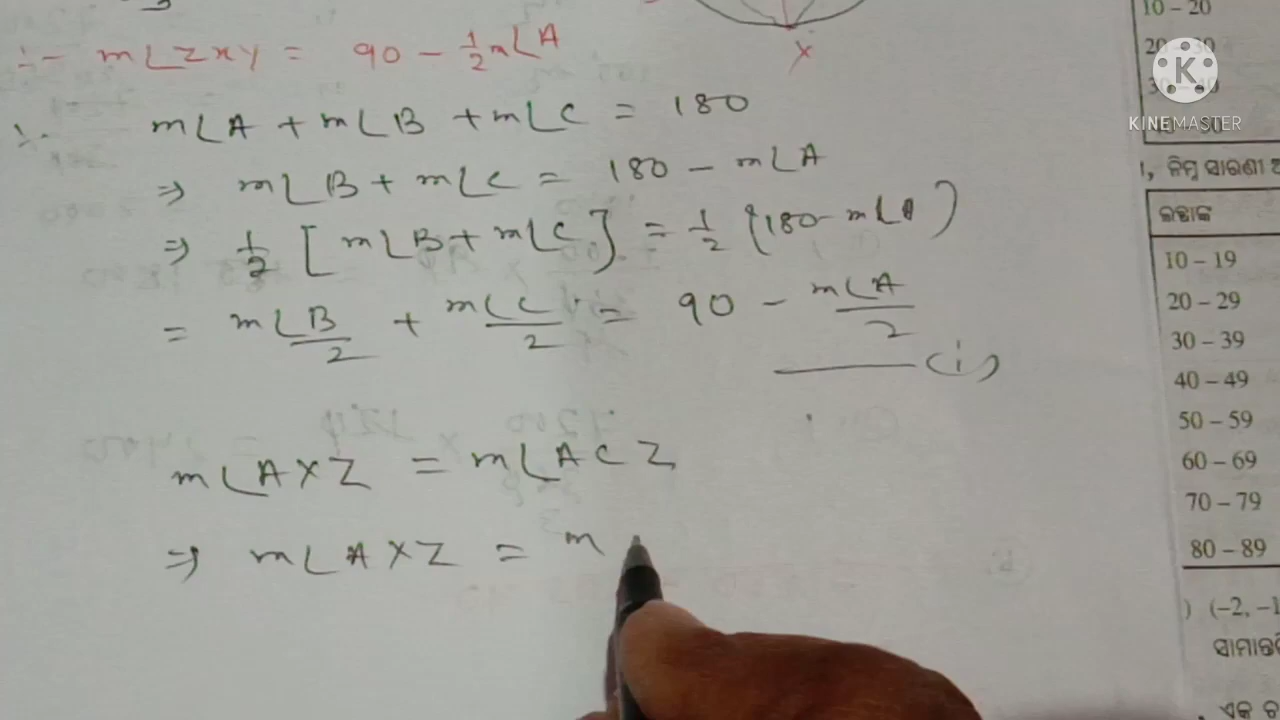 X
∴- m∠ZXY = 90 - 1/2 m∠A
∴- m∠A + m∠B + m∠C = 180
⇒ m∠B + m∠C = 180 - m∠A
⇒ 1/2 [m∠B + m∠C] = 1/2 (180 - m∠A)
= m∠B/2 + m∠C/2 = 90 - m∠A/2
(i)
m∠AXZ = m∠ACZ
⇒ m∠AXZ = m
K
KINEMASTER
10 – 20
ନିମ୍ନ ସାରଣୀ
10 – 19
20 – 29
30 – 39
40 – 49
50 – 59
60 – 69
70 – 79
80 – 89
) (–2, –1